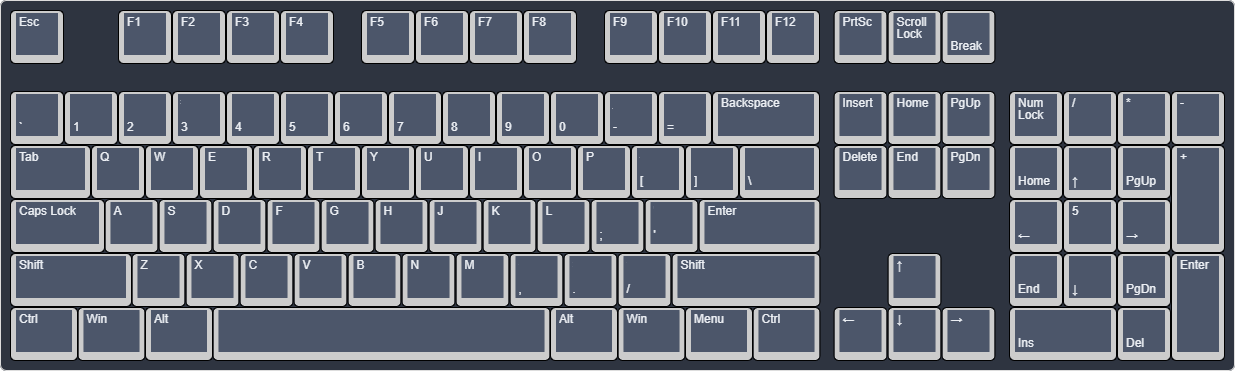 Esc F1 F2 F3 F4 F5 F6 F7 F8 F9 F10 F11 F12 PrtSc Scroll Lock Break
` 1 2 3 4 5 6 7 8 9 0 - = Backspace Insert Home PgUp Num Lock / * -
Tab Q W E R T Y U I O P [ ] \ Delete End PgDn Home ↑ PgUp +
Caps Lock A S D F G H J K L ; ' Enter ← 5 →
Shift Z X C V B N M , . / Shift ↑ End ↓ PgDn Enter
Ctrl Win Alt Alt Win Menu Ctrl ← ↓ → Ins Del